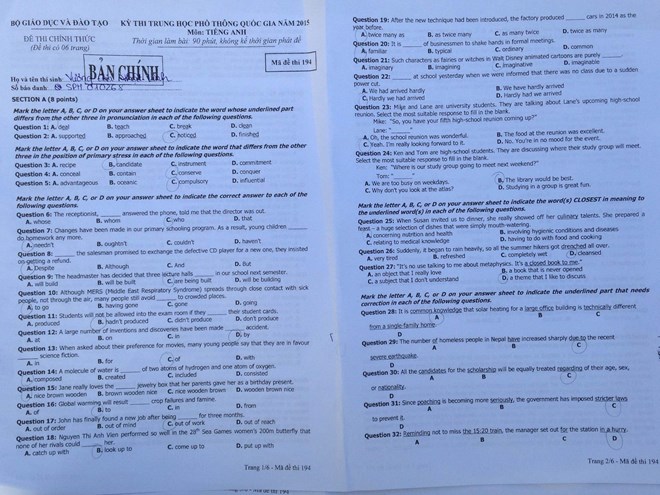 BỘ GIÁO DỤC VÀ ĐÀO TẠO
ĐỀ THI CHÍNH THỨC
(Đề thi có 06 trang)
KỲ THI TRUNG HỌC PHỔ THÔNG QUỐC GIA NĂM 2015
Môn: TIẾNG ANH
Thời gian làm bài: 90 phút, không kể thời gian phát đề
BẢN CHÍNH
Mã đề thi 194
Họ và tên thí sinh
Số báo danh
SECTION A (8 points)
Mark the letter A, B, C, or D on your answer sheet to indicate the word whose underlined part
differs from the other three in pronunciation in each of the following questions.
Question 1: A. deal B. teach C. break D. clean
Question 2: A. supported B. approached C. noticed D. finished
Mark the letter A, B, C, or D on your answer sheet to indicate the word that differs from the other
three in the position of primary stress in each of the following questions.
Question 3: A. recipe B. candidate C. instrument D. commitment
Question 4: A. conceal B. contain C. conserve D. conquer
Question 5: A. advantageous B. oceanic C. compulsory D. influential
Mark the letter A, B, C, or D on your answer sheet to indicate the correct answer to each of the
following questions.
Question 6: The receptionist, ______ answered the phone, told me that the director was out.
A. whose B. whom C. who D. that
Question 7: Changes have been made in our primary schooling program. As a result, young children ______
do homework any more.
A. needn't B. oughtn't C. couldn't D. haven't
Question 8: ______ the salesman promised to exchange the defective CD player for a new one, they insisted
on getting a refund.
A. Despite B. Although C. And D. But
Question 9: The headmaster has decided that three lecture halls ______ in our school next semester.
A. will build B. will be built C. are being built D. will be building
Question 10: Although MERS (Middle East Respiratory Syndrome) spreads through close contact with sick
people, not through the air, many people still avoid ______ to crowded places.
A. to go B. having gone C. gone D. going
Question 11: Students will not be allowed into the exam room if they ______ their student cards.
A. produced B. hadn't produced C. didn't produce D. don't produce
Question 12: A large number of inventions and discoveries have been made ______ accident.
A. at B. on C. in D. by
Question 13: When asked about their preference for movies, many young people say that they are in favour
______ science fiction.
A. in B. for C. of D. with
Question 14: A molecule of water is ______ of two atoms of hydrogen and one atom of oxygen.
A. composed B. created C. included D. consisted
Question 15: Jane really loves the ______ jewelry box that her parents gave her as a birthday present.
A. nice brown wooden B. brown wooden nice C. nice wooden brown D. wooden brown nice
Question 16: Global warming will result ______ crop failures and famine.
A. of B. to C. in D. from
Question 17: John has finally found a new job after being ______ for three months.
A. out of order B. out of mind C. out of work D. out of reach
Question 18: Nguyen Thi Anh Vien performed so well in the 28th Sea Games women's 200m butterfly that
none of her rivals could ______ her.
A. catch up with B. look up to C. come up to D. put up with
Trang 1/6 - Mã đề thi 194
Question 19: After the new technique had been introduced, the factory produced ______ cars in 2014 as the
year before.
A. twice many as B. as twice many C. as many twice D. twice as many
Question 20: It is ______ of businessmen to shake hands in formal meetings.
A. familiar B. typical C. ordinary D. common
Question 21: Such characters as fairies or witches in Walt Disney animated cartoons are purely ______.
A. imaginary B. imagining C. imaginative D. imaginable
Question 22: ______ at school yesterday when we were informed that there was no class due to a sudden
power cut.
A. We had arrived hardly B. We have hardly arrived
C. Hardly we had arrived D. Hardly had we arrived
Question 23: Mike and Lane are university students. They are talking about Lane's upcoming high-school
reunion. Select the most suitable response to fill in the blank.
Mike: "So, you have your fifth high-school reunion coming up?"
Lane: "______"
A. Oh, the school reunion was wonderful. B. The food at the reunion was excellent.
C. Yeah. I'm really looking forward to it. D. No. You're in no mood for the event.
Question 24: Ken and Tom are high-school students. They are discussing where their study group will meet.
Select the most suitable response to fill in the blank.
Ken: "Where is our study group going to meet next weekend?"
Tom: "______"
A. We are too busy on weekdays. B. The library would be best.
C. Why don't you look at the atlas? D. Studying in a group is great fun.
Mark the letter A, B, C, or D on your answer sheet to indicate the word(s) CLOSEST in meaning to
the underlined word(s) in each of the following questions.
Question 25: When Susan invited us to dinner, she really showed off her culinary talents. She prepared a
feast – a huge selection of dishes that were simply mouth-watering.
A. concerning nutrition and health B. involving hygienic conditions and diseases
C. relating to medical knowledge D. having to do with food and cooking
Question 26: Suddenly, it began to rain heavily, so all the summer hikers got drenched all over.
A. very tired B. refreshed C. completely wet D. cleansed
Question 27: "It's no use talking to me about metaphysics. It's a closed book to me."
A. an object that I really love B. a book that is never opened
C. a subject that I don't understand D. a theme that I like to discuss
Mark the letter A, B, C, or D on your answer sheet to indicate the underlined part that needs
correction in each of the following questions.
Question 28: It is common knowledge that solar heating for a large office building is technically different
A B C
from a single-family home.
D
Question 29: The number of homeless people in Nepal have increased sharply due to the recent
A B C
severe earthquake.
D
Question 30: All the candidates for the scholarship will be equally treated regarding of their age, sex,
A B C
or nationality.
D
Question 31: Since poaching is becoming more seriously, the government has imposed stricter laws
A B C
to prevent it.
D
Question 32: Reminding not to miss the 15:20 train, the manager set out for the station in a hurry.
A B C D
Trang 2/6 - Mã đề thi 194